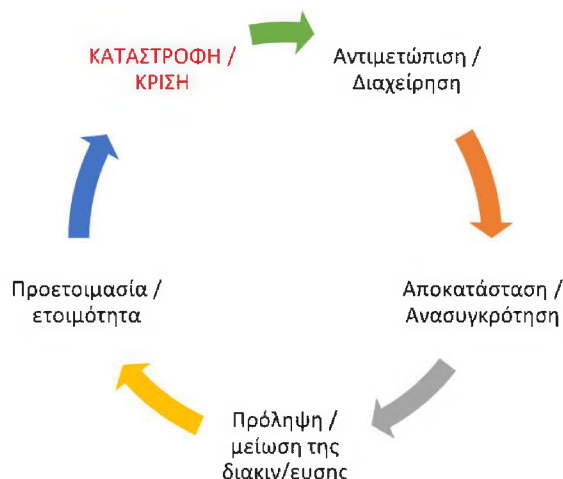 ΚΑΤΑΣΤΡΟΦΗ /
ΚΡΙΣΗ
Αντιμετώπιση /
Διαχείρηση
Αποκατάσταση /
Ανασυγκρότηση
Πρόληψη /
μείωση της
διακιν/ευσης
Προετοιμασία /
ετοιμότητα